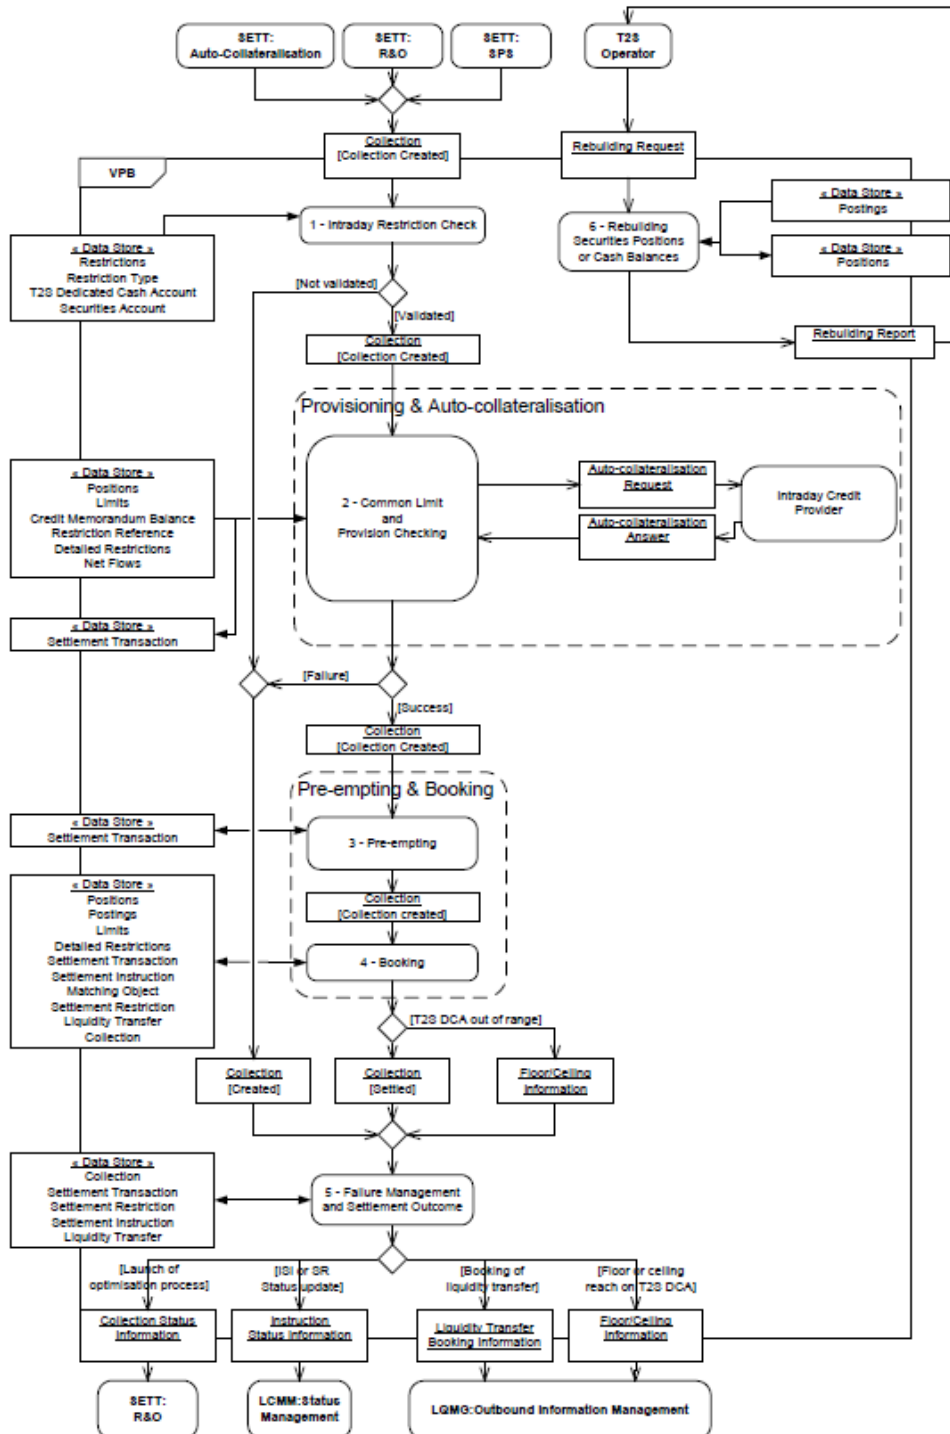 SETT:
Auto-Collateralisation
SETT:
R&O
SETT:
SPS
T2S
Operator
Collection
[Collection Created]
Rebuilding Request
VPB
1 - Intraday Restriction Check
« Data Store »
Postings
6 - Rebuilding
Securities Positions
or Cash Balances
« Data Store »
Positions
« Data Store »
Restrictions
Restriction Type
T2S Dedicated Cash Account
Securities Account
[Not validated]
[Validated]
Collection
[Collection Created]
Rebuilding Report
Provisioning & Auto-collateralisation
« Data Store »
Positions
Limits
Credit Memorandum Balance
Restriction Reference
Detailed Restrictions
Net Flows
2 - Common Limit
and
Provision Checking
Auto-collateralisation
Request
Auto-collateralisation
Answer
Intraday Credit
Provider
« Data Store »
Settlement Transaction
[Failure]
[Success]
Collection
[Collection Created]
Pre-empting & Booking
« Data Store »
Settlement Transaction
3 - Pre-empting
« Data Store »
Positions
Postings
Limits
Detailed Restrictions
Settlement Transaction
Settlement Instruction
Matching Object
Settlement Restriction
Liquidity Transfer
Collection
Collection
[Collection created]
4 - Booking
[T2S DCA out of range]
Collection
[Created]
Collection
[Settled]
Floor/Ceiling
Information
« Data Store »
Collection
Settlement Transaction
Settlement Restriction
Settlement Instruction
Liquidity Transfer
5 - Failure Management
and Settlement Outcome
[Launch of
optimisation process]
[ISI or SR
Status update]
[Booking of
liquidity transfer]
[Floor or ceiling
reach on T2S DCA]
Collection Status
Information
Instruction
Status Information
Liquidity Transfer
Booking Information
Floor/Ceiling
Information
SETT:
R&O
LCMM:Status
Management
LQMG:Outbound Information Management